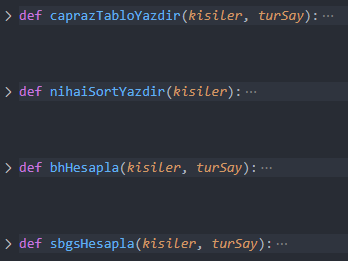 def caprazTabloYazdir(kisiler, turSay):···
def nihaiSortYazdir(kisiler):···
def bhHesapla(kisiler, turSay):···
def sbgsHesapla(kisiler, turSay):···